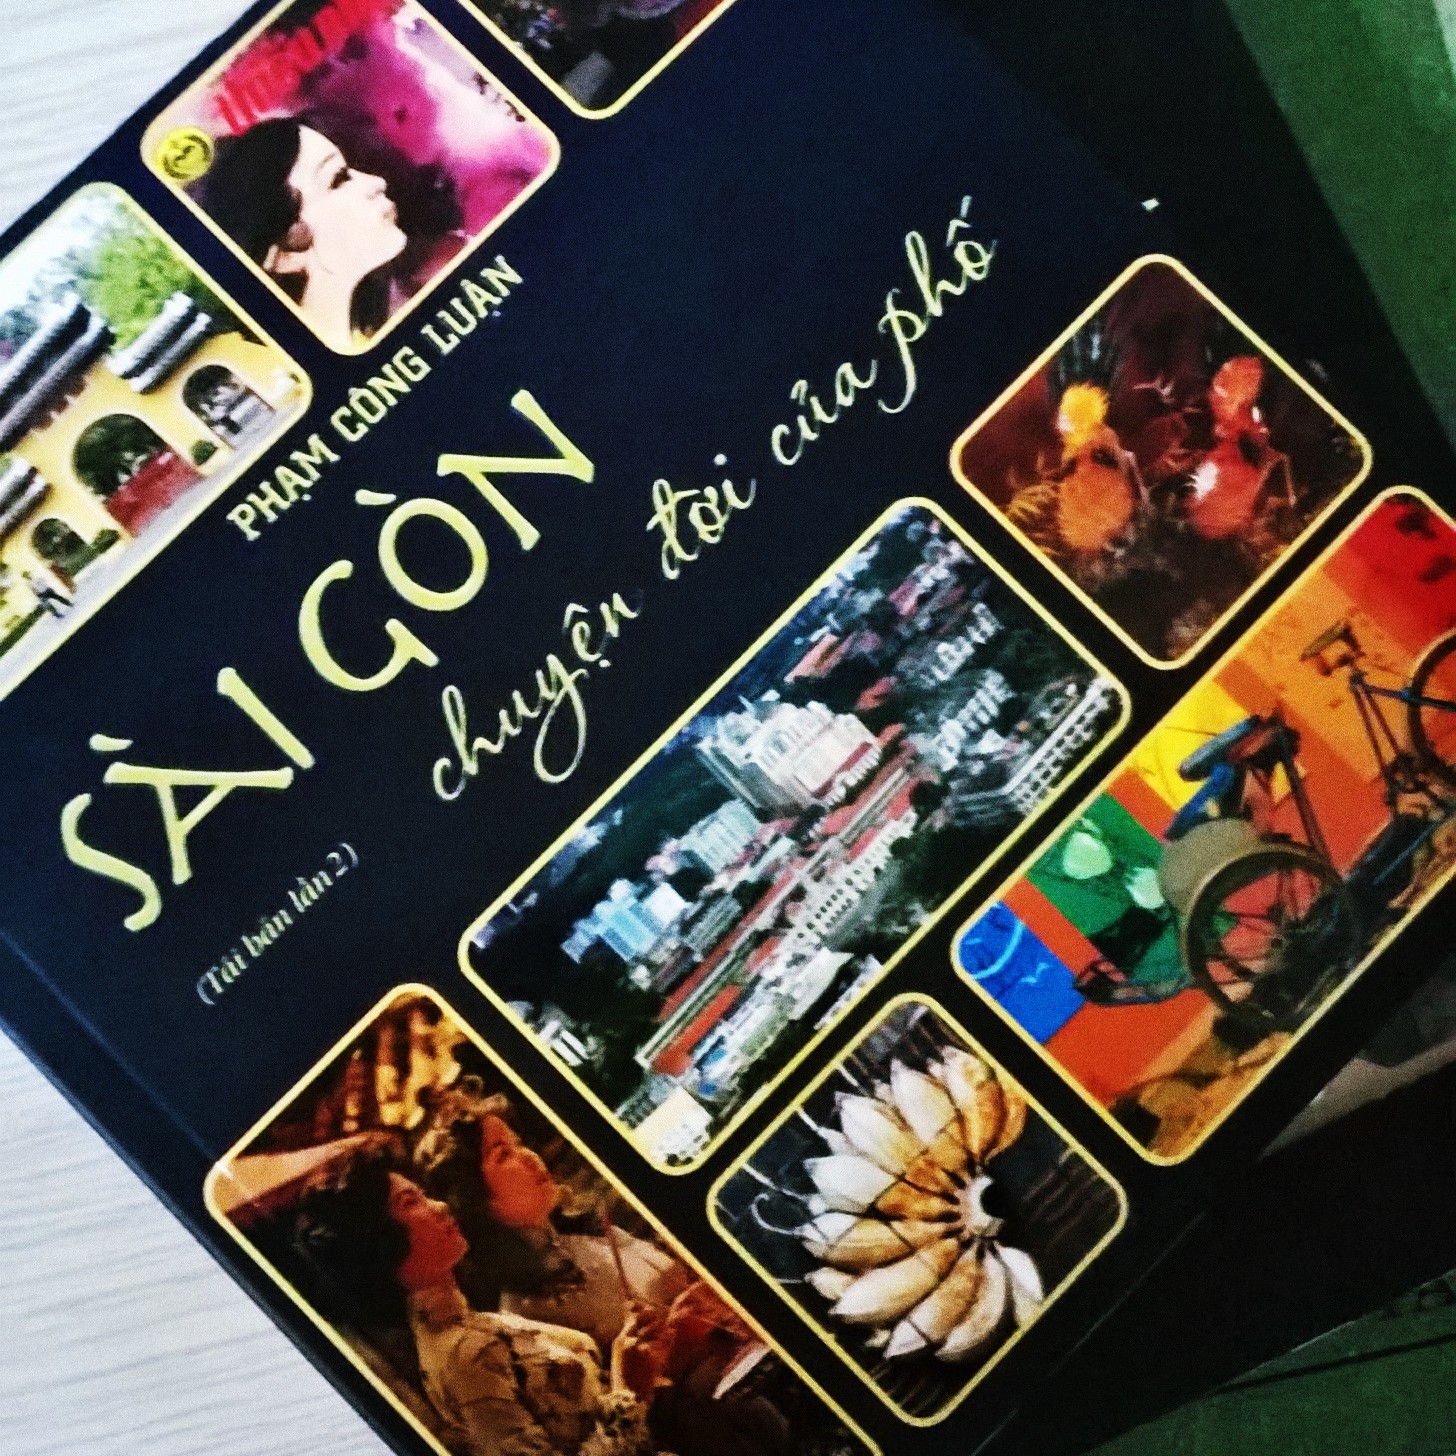 PHẠM CÔNG LUẬN
SÀI GÒN
chuyện đời của phố
(Tái bản lần 2)